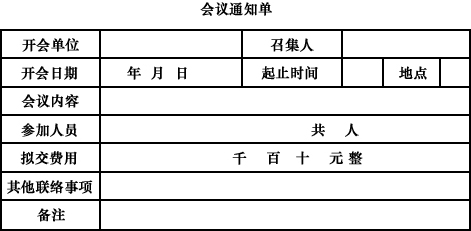 会议通知单
开会单位 召集人
开会日期 年 月 日 起止时间 地点
会议内容
参加人员 共 人
拟交费用 千 百 十 元 整
其他联络事项
备注